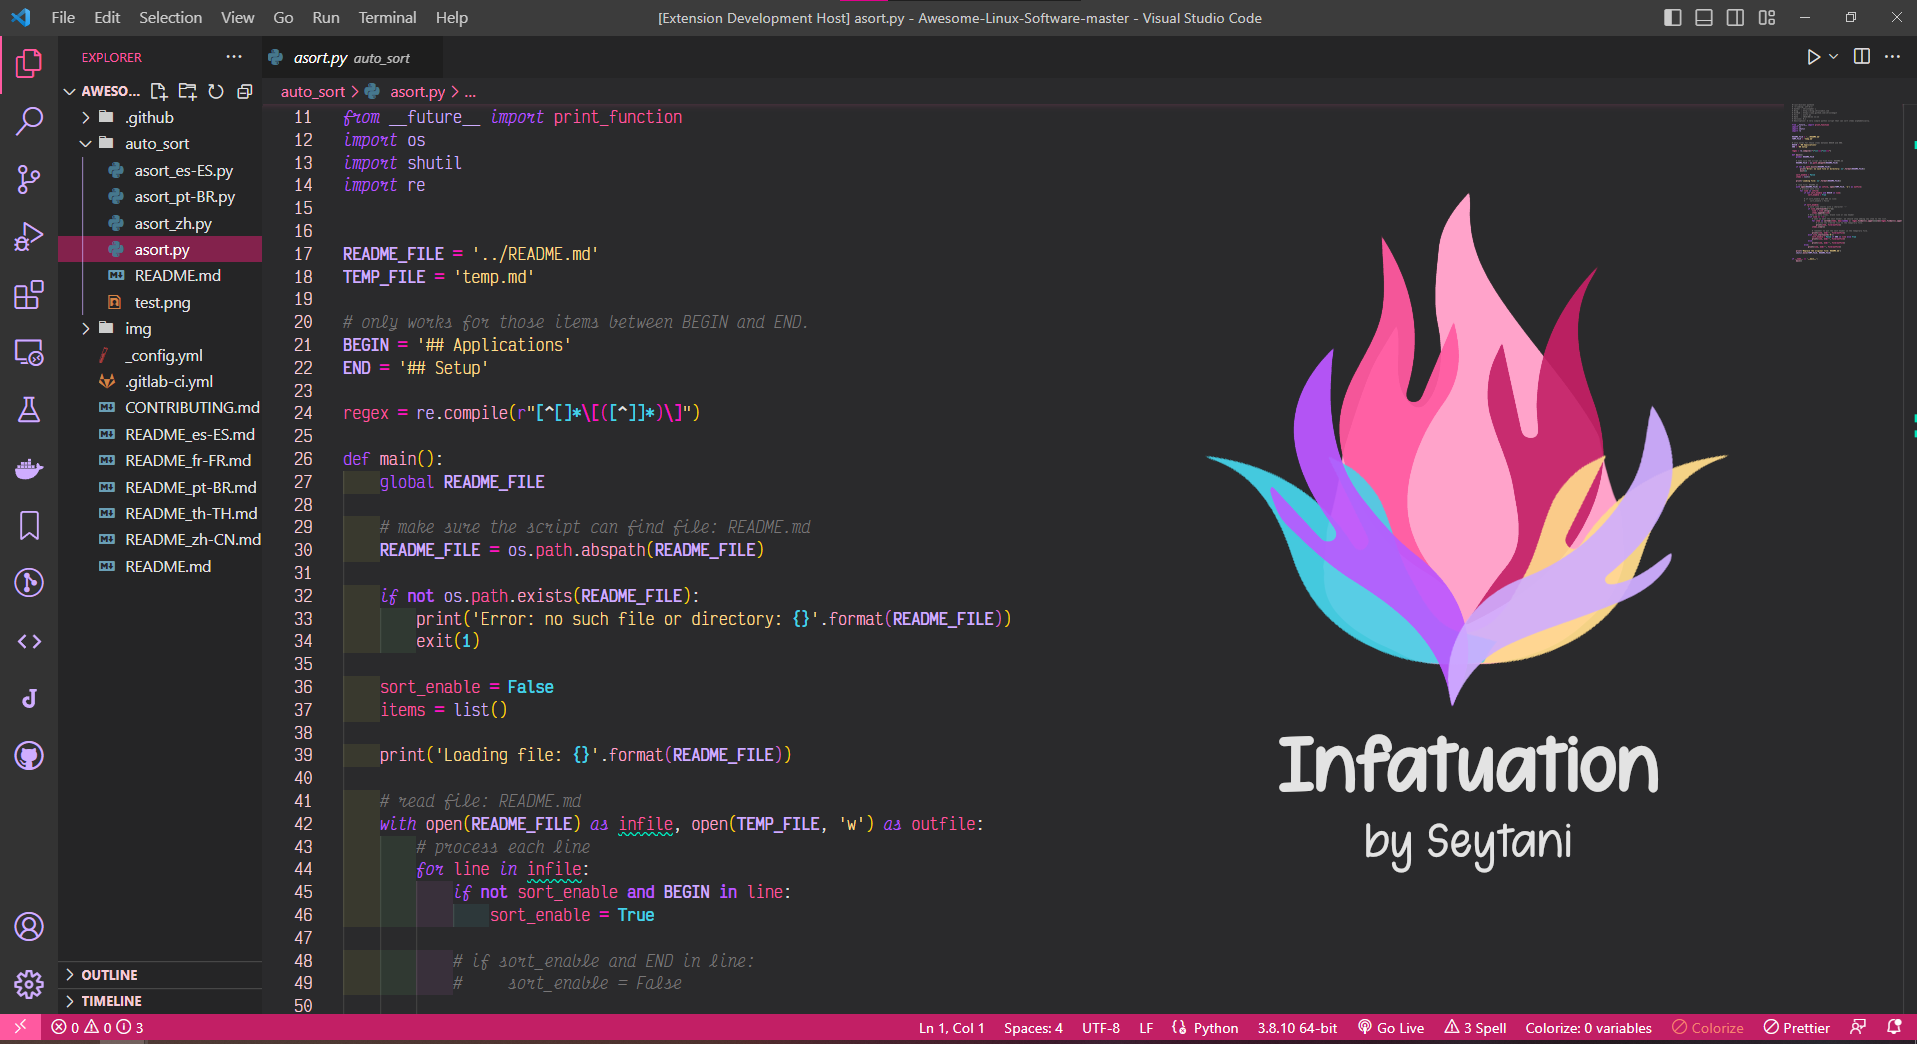 File Edit Selection View Go Run Terminal Help
[Extension Development Host] asort.py - Awesome-Linux-Software-master - Visual Studio Code
EXPLORER
AWESO...
.github
auto_sort
asort_es-ES.py
asort_pt-BR.py
asort_zh.py
asort.py
README.md
test.png
img
_config.yml
.gitlab-ci.yml
CONTRIBUTING.md
README_es-ES.md
README_fr-FR.md
README_pt-BR.md
README_th-TH.md
README_zh-CN.md
README.md
OUTLINE
TIMELINE
asort.py auto_sort
auto_sort > asort.py > ...
11 from __future__ import print_function
12 import os
13 import shutil
14 import re
15
16
17 README_FILE = '../README.md'
18 TEMP_FILE = 'temp.md'
19
20 # only works for those items between BEGIN and END.
21 BEGIN = '## Applications'
22 END = '## Setup'
23
24 regex = re.compile(r"[^[]*\[([^]]*)\]")
25
26 def main():
27 global README_FILE
28
29 # make sure the script can find file: README.md
30 README_FILE = os.path.abspath(README_FILE)
31
32 if not os.path.exists(README_FILE):
33 print('Error: no such file or directory: {}'.format(README_FILE))
34 exit(1)
35
36 sort_enable = False
37 items = list()
38
39 print('Loading file: {}'.format(README_FILE))
40
41 # read file: README.md
42 with open(README_FILE) as infile, open(TEMP_FILE, 'w') as outfile:
43 # process each line
44 for line in infile:
45 if not sort_enable and BEGIN in line:
46 sort_enable = True
47
48 # if sort_enable and END in line:
49 #     sort_enable = False
50
Infatuation
by Seytani
0 0 3
Ln 1, Col 1 Spaces: 4 UTF-8 LF Python 3.8.10 64-bit Go Live 3 Spell Colorize: 0 variables Colorize Prettier